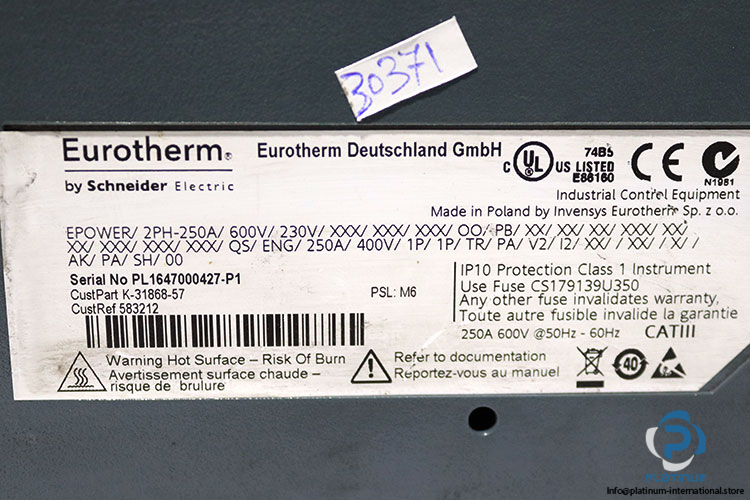 30371
Eurotherm®
by Schneider Electric
Eurotherm Deutschland GmbH
C UL US LISTED
74B5
E86160
CE
N1981
Industrial Control Equipment
Made in Poland by Invensys Eurotherm Sp. z o.o.
EPOWER/ 2PH-250A/ 600V/ 230V/ XXX/ XXX/ XXX/ OO/ PB/ XX/ XX/ XX/ XXX/ XX/
XX/ XXX/ XXX/ XXX/ QS/ ENG/ 250A/ 400V/ 1P/ 1P/ TR/ PA/ V2/ I2/ XX/ / XX/ / X/ /
AK/ PA/ SH/ 00
Serial No PL1647000427-P1
CustPart K-31868-57
CustRef 583212
PSL: M6
IP10 Protection Class 1 Instrument
Use Fuse CS179139U350
Any other fuse invalidates warranty,
Toute autre fusible invalide la garantie
250A 600V @50Hz - 60Hz
CATIII
Warning Hot Surface – Risk Of Burn
Avertissement surface chaude –
risque de brulure
Refer to documentation
Reportez-vous au manuel
40
PLATINUM
Info@platinum-international.store